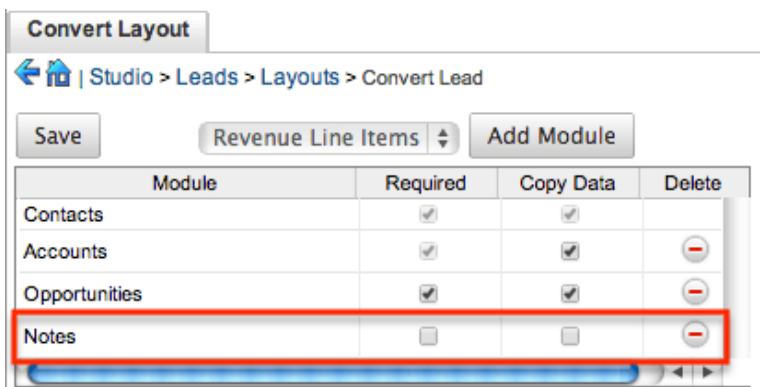 Convert Layout
| Studio > Leads > Layouts > Convert Lead
Save Revenue Line Items Add Module
Module Required Copy Data Delete
Contacts
Accounts
Opportunities
Notes